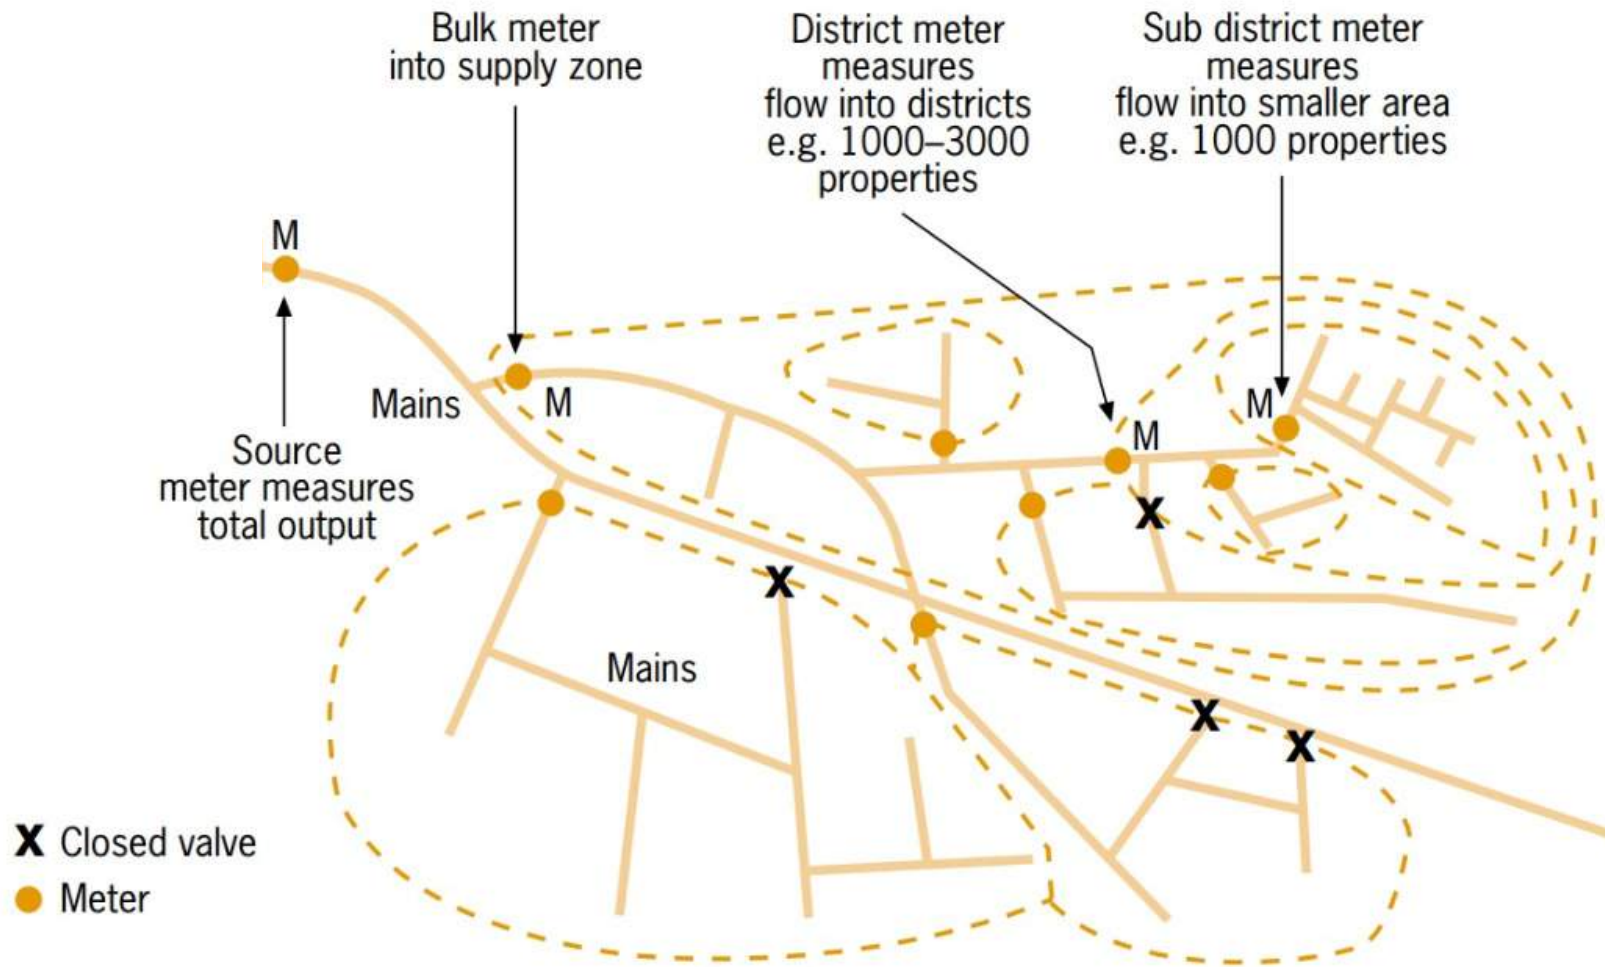 Bulk meter
into supply zone
District meter
measures
flow into districts
e.g. 1000–3000
properties
Sub district meter
measures
flow into smaller area
e.g. 1000 properties
M
M
M
M
Mains
Source
meter measures
total output
X
X
Mains
X
X
X Closed valve
Meter